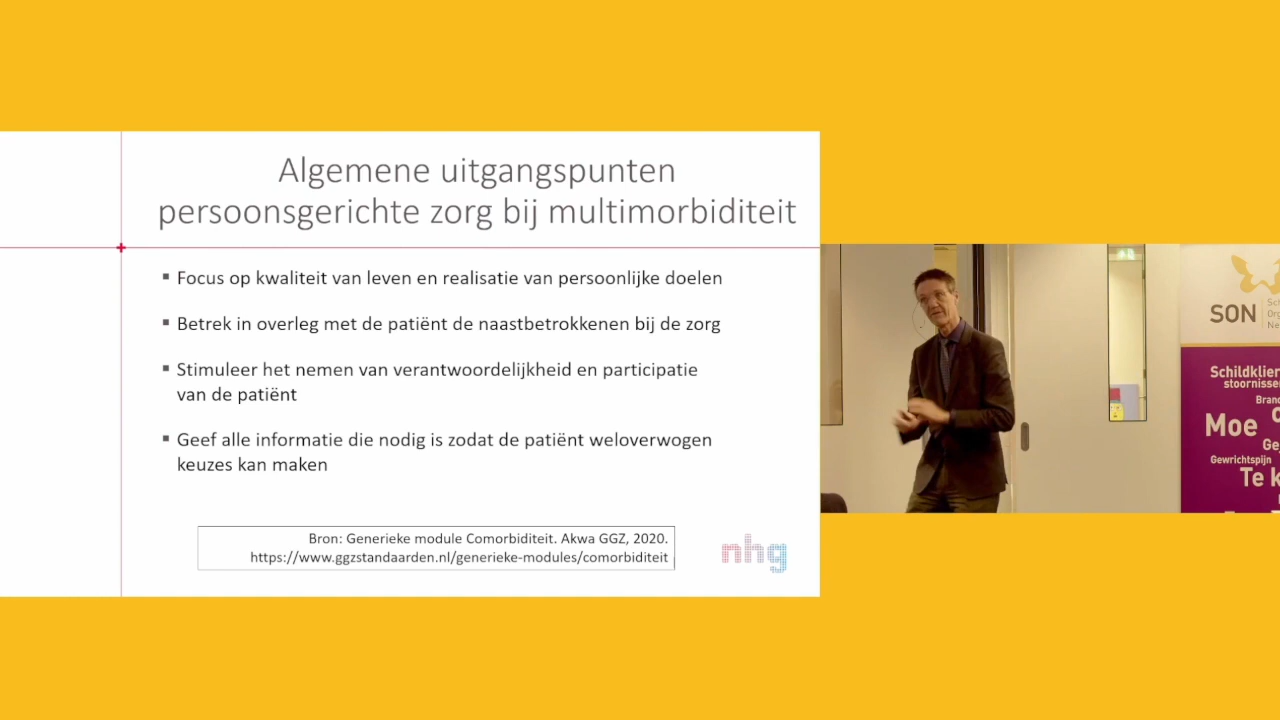 Algemene uitgangspunten
persoonsgerichte zorg bij multimorbiditeit
▪ Focus op kwaliteit van leven en realisatie van persoonlijke doelen
▪ Betrek in overleg met de patiënt de naastbetrokkenen bij de zorg
▪ Stimuleer het nemen van verantwoordelijkheid en participatie
van de patiënt
▪ Geef alle informatie die nodig is zodat de patiënt weloverwogen
keuzes kan maken
Bron: Generieke module Comorbiditeit. Akwa GGZ, 2020.
https://www.ggzstandaarden.nl/generieke-modules/comorbiditeit
nhg
SON
Schildklier
stoornisse
Moe
Gewrichtspijn
Te k